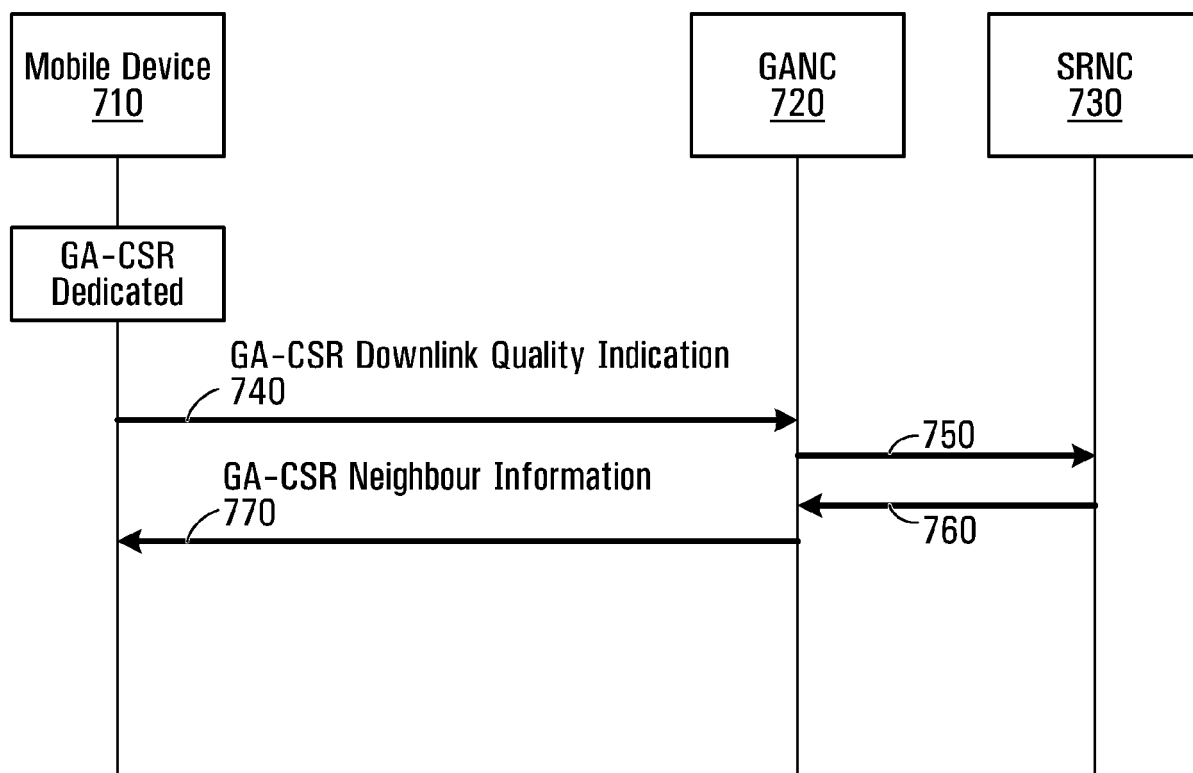 Mobile Device
710
GANC
720
SRNC
730
GA-CSR
Dedicated
GA-CSR Downlink Quality Indication
740
750
GA-CSR Neighbour Information
770
760